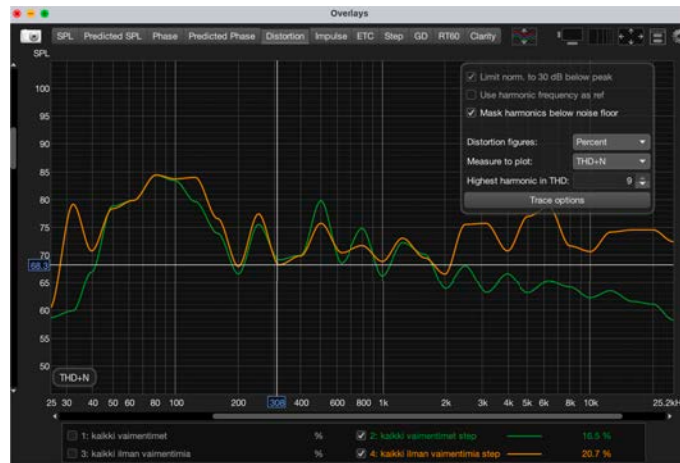 Overlays
SPL Predicted SPL Phase Predicted Phase Distortion Impulse ETC Step GD RT60 Clarity
SPL
Limit norm. to 30 dB below peak
Use harmonic frequency as ref
Mask harmonics below noise floor
Distortion figures: Percent
Measure to plot: THD+N
Highest harmonic in THD: 9
Trace options
100
95
90
85
80
75
70
68.3
65
60
55
50
THD+N
25 30 40 50 60 80 100 200 308 400 600 800 1k 2k 3k 4k 5k 6k 8k 10k 25.2kH
1: kaikki vaimentimet % 2: kaikki vaimentimet step 16.5 %
3: kaikki ilman vaimentimia % 4: kaikki ilman vaimentimia step 20.7 %